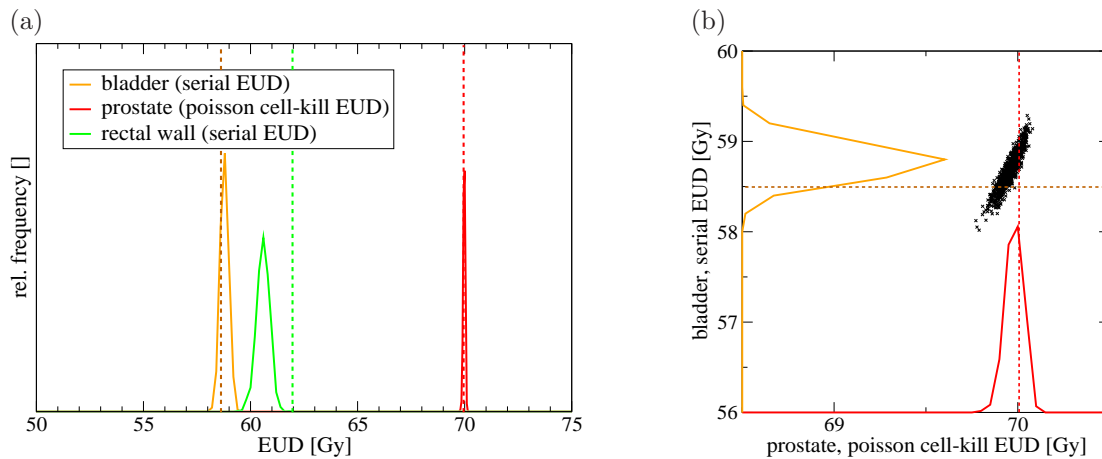 (a)
bladder (serial EUD)
prostate (poisson cell-kill EUD)
rectal wall (serial EUD)
rel. frequency []
50 55 60 65 70 75
EUD [Gy]
(b)
60
59
58
57
56
bladder, serial EUD [Gy]
69 70
prostate, poisson cell-kill EUD [Gy]